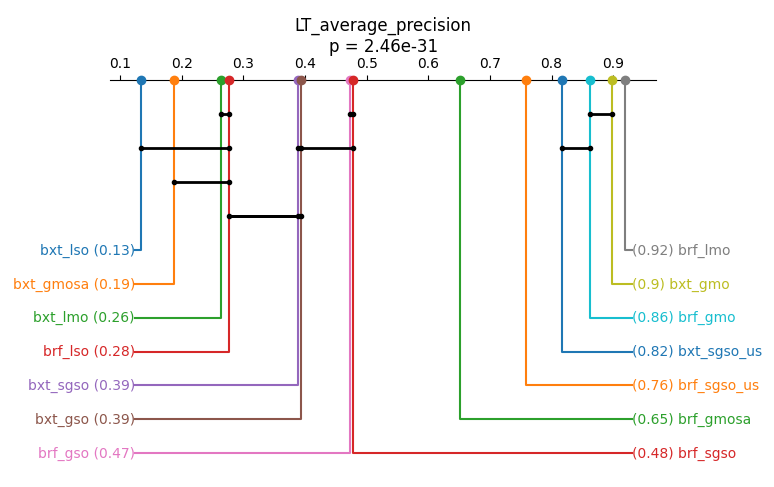 LT_average_precision
p = 2.46e-31
0.1 0.2 0.3 0.4 0.5 0.6 0.7 0.8 0.9
bxt_lso (0.13) (0.92) brf_lmo
bxt_gmosa (0.19) (0.9) bxt_gmo
bxt_lmo (0.26) (0.86) brf_gmo
brf_lso (0.28) (0.82) bxt_sgso_us
bxt_sgso (0.39) (0.76) brf_sgso_us
bxt_gso (0.39) (0.65) brf_gmosa
brf_gso (0.47) (0.48) brf_sgso